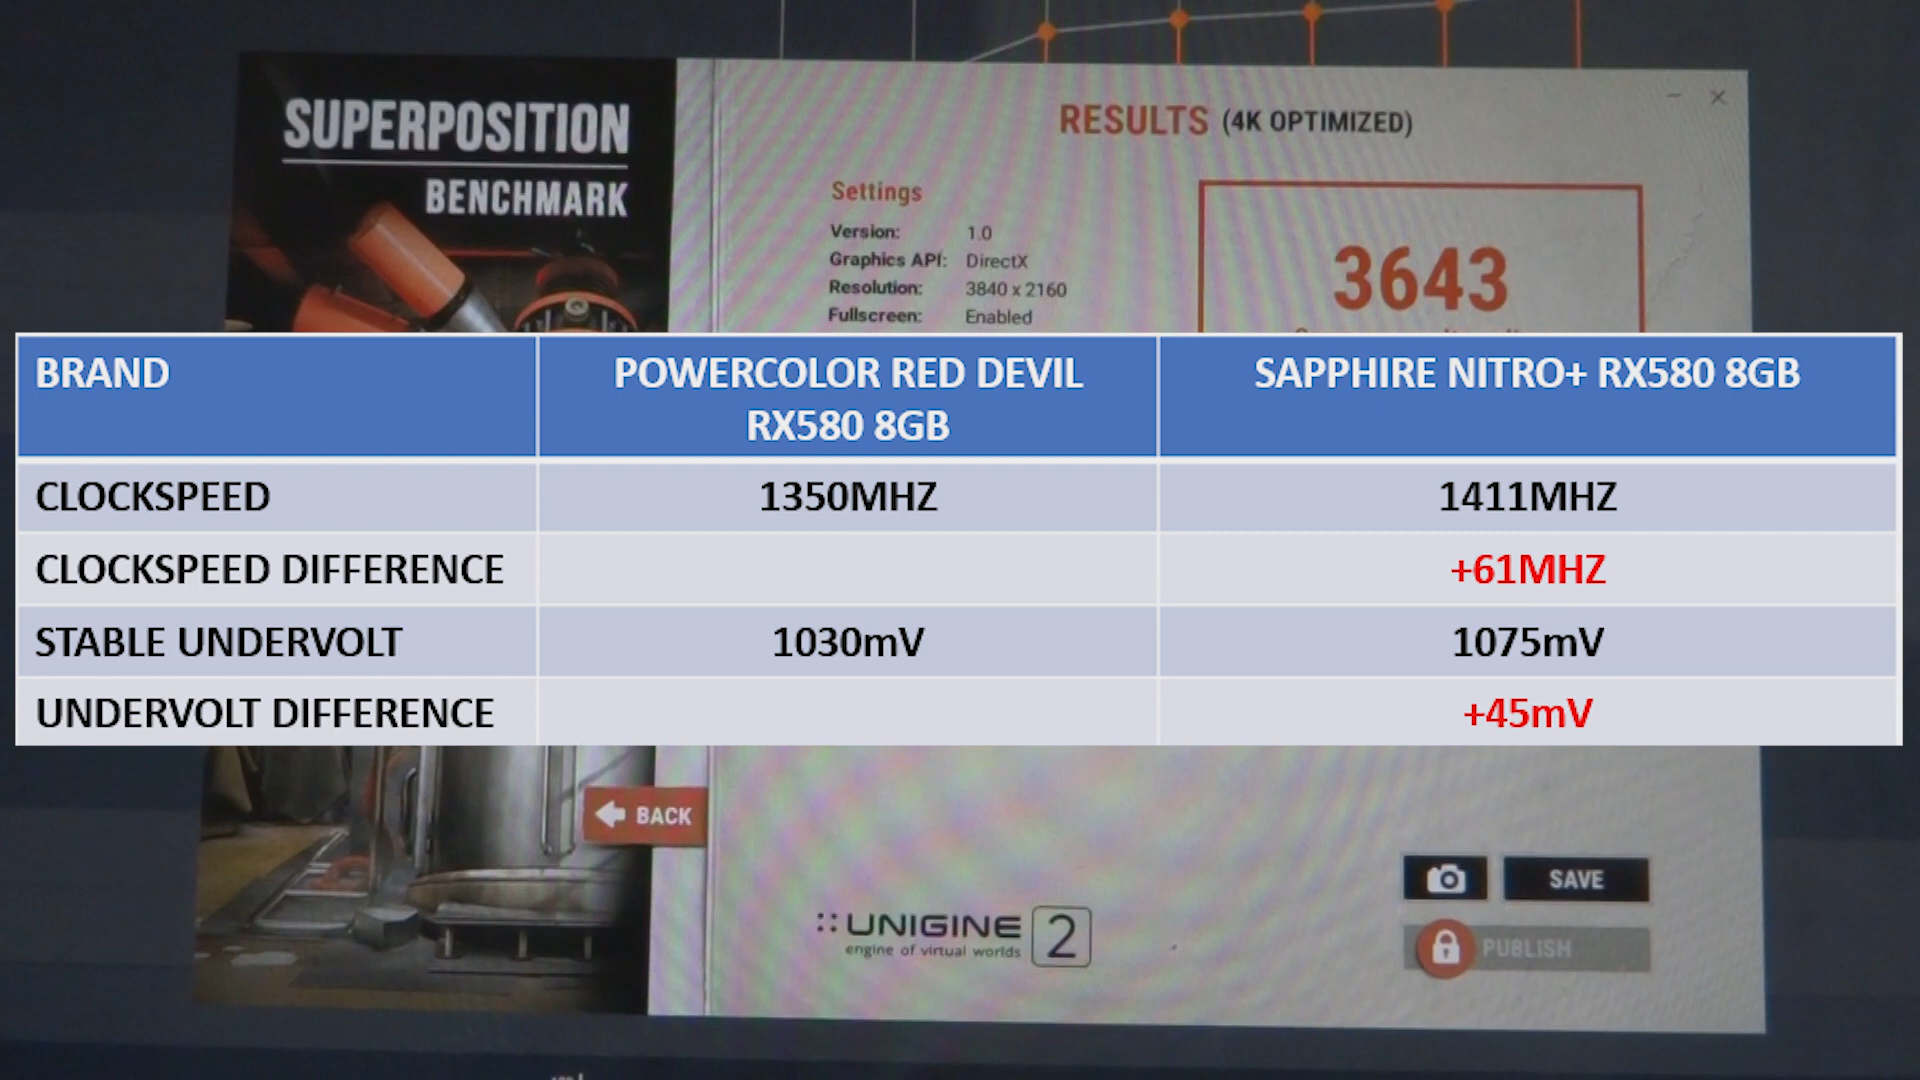 SUPERPOSITION
BENCHMARK
RESULTS (4K OPTIMIZED)
Settings
Version: 1.0
Graphics API: DirectX
Resolution: 3840 x 2160
Fullscreen: Enabled
3643
BRAND
POWERCOLOR RED DEVIL
RX580 8GB
SAPPHIRE NITRO+ RX580 8GB
CLOCKSPEED 1350MHZ 1411MHZ
CLOCKSPEED DIFFERENCE +61MHZ
STABLE UNDERVOLT 1030mV 1075mV
UNDERVOLT DIFFERENCE +45mV
BACK
SAVE
UNIGINE 2
engine of virtual worlds
PUBLISH